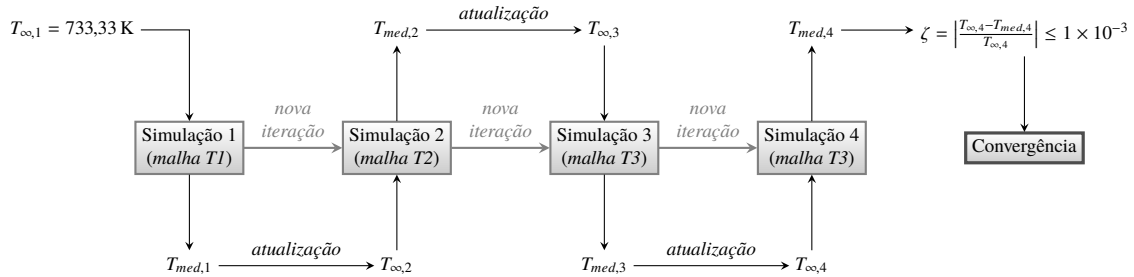 T∞,1 = 733,33 K
Tmed,2
atualização
T∞,3
Tmed,4
ζ = |(T∞,4−Tmed,4)/T∞,4| ≤ 1 × 10⁻³
Simulação 1
(malha T1)
nova
iteração
Simulação 2
(malha T2)
nova
iteração
Simulação 3
(malha T3)
nova
iteração
Simulação 4
(malha T3)
Convergência
Tmed,1
atualização
T∞,2
Tmed,3
atualização
T∞,4